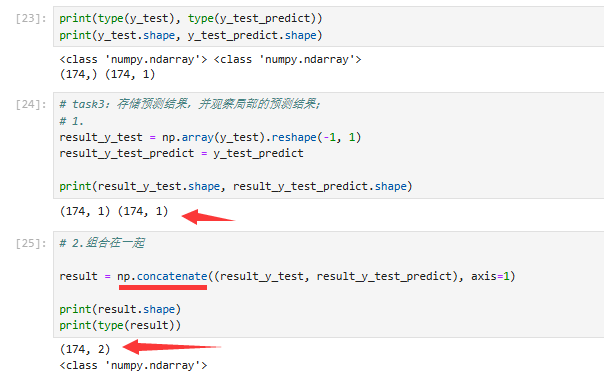 [23]: print(type(y_test), type(y_test_predict))
print(y_test.shape, y_test_predict.shape)
<class 'numpy.ndarray'> <class 'numpy.ndarray'>
(174,) (174, 1)
[24]: # task3：存储预测结果，并观察局部的预测结果；
# 1.
result_y_test = np.array(y_test).reshape(-1, 1)
result_y_test_predict = y_test_predict
print(result_y_test.shape, result_y_test_predict.shape)
(174, 1) (174, 1)
[25]: # 2.组合在一起
result = np.concatenate((result_y_test, result_y_test_predict), axis=1)
print(result.shape)
print(type(result))
(174, 2)
<class 'numpy.ndarray'>